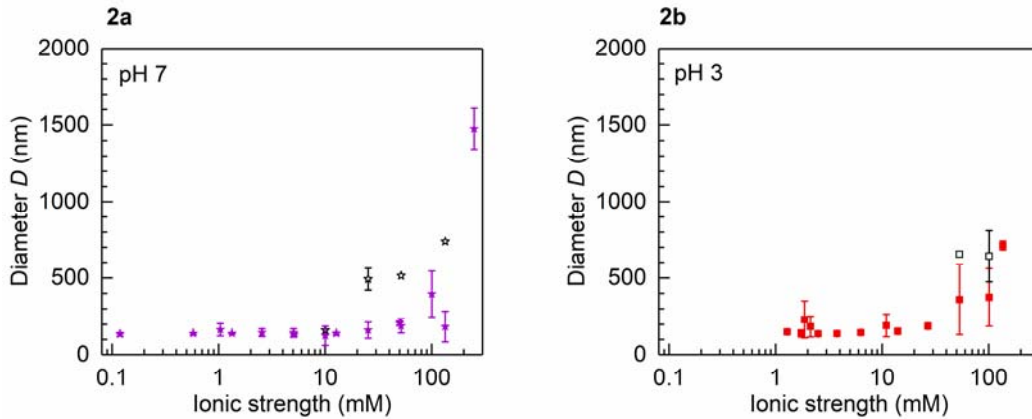 2a
2000
1500
1000
500
0
pH 7
Diameter D (nm)
0.1 1 10 100
Ionic strength (mM)
2b
2000
1500
1000
500
0
pH 3
Diameter D (nm)
0.1 1 10 100
Ionic strength (mM)